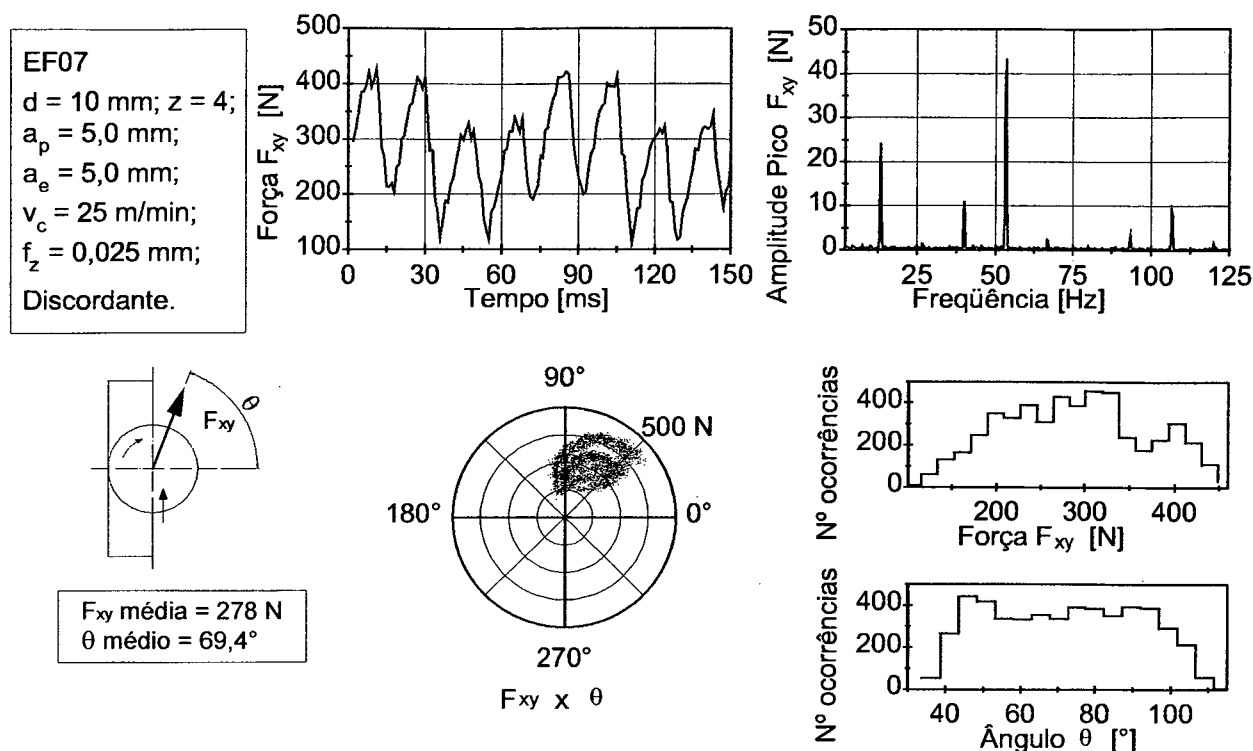 EF07
d = 10 mm; z = 4;
a_p = 5,0 mm;
a_e = 5,0 mm;
v_c = 25 m/min;
f_z = 0,025 mm;
Discordante.
Força F_xy [N]
500
400
300
200
100
0 30 60 90 120 150
Tempo [ms]
Amplitude Pico F_xy [N]
50
40
30
20
10
0
25 50 75 100 125
Freqüência [Hz]
θ
F_xy
F_xy média = 278 N
θ médio = 69,4°
90°
500 N
180°
0°
270°
F_xy x θ
Nº ocorrências
400
200
0
200 300 400
Força F_xy [N]
Nº ocorrências
400
200
0
40 60 80 100
Ângulo θ [°]